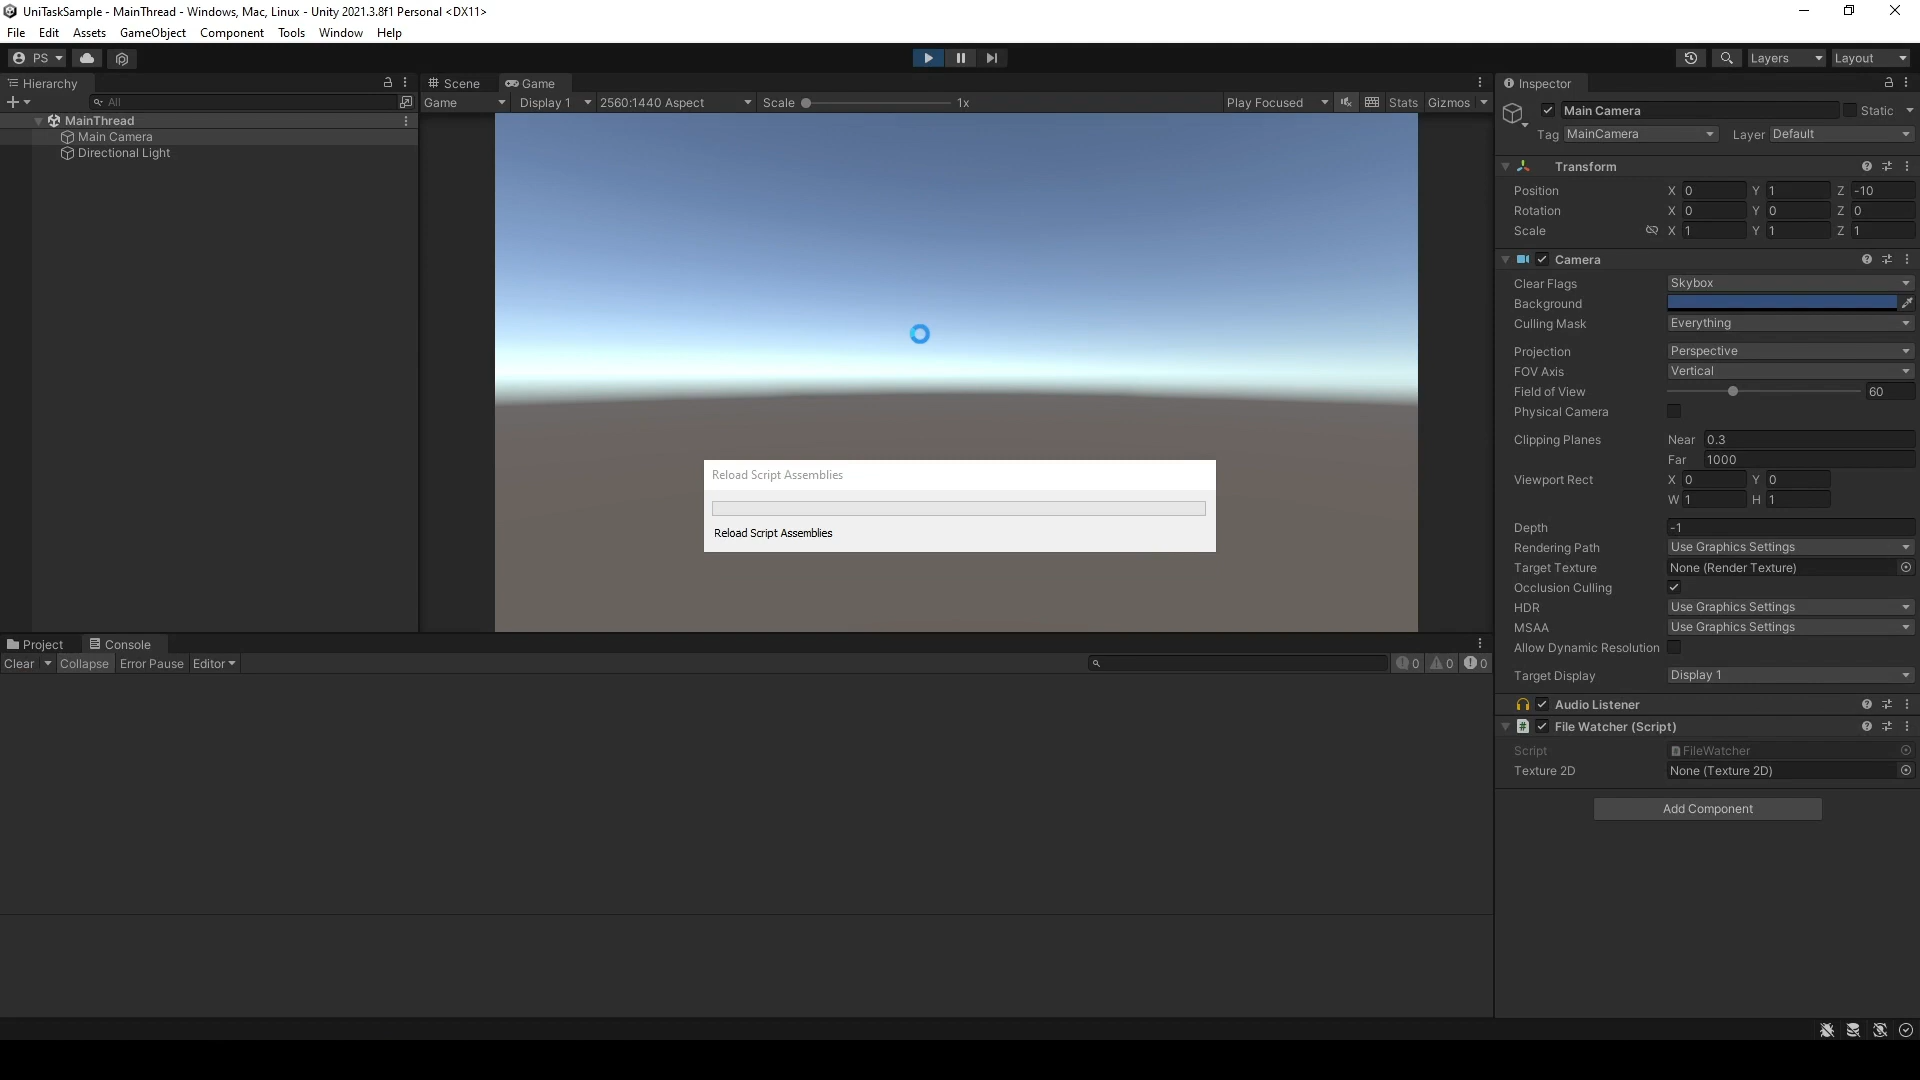 UniTaskSample - MainThread - Windows, Mac, Linux - Unity 2021.3.8f1 Personal <DX11>
File Edit Assets GameObject Component Tools Window Help
PS Layers Layout
Hierarchy
All
MainThread
Main Camera
Directional Light
Scene Game
Game Display 1 2560:1440 Aspect Scale 1x Play Focused Stats Gizmos
Reload Script Assemblies
Reload Script Assemblies
Project Console
Clear Collapse Error Pause Editor 0 0 0
Inspector
Main Camera Static
Tag MainCamera Layer Default
Transform
Position X 0 Y 1 Z -10
Rotation X 0 Y 0 Z 0
Scale X 1 Y 1 Z 1
Camera
Clear Flags Skybox
Background
Culling Mask Everything
Projection Perspective
FOV Axis Vertical
Field of View 60
Physical Camera
Clipping Planes Near 0.3
Far 1000
Viewport Rect X 0 Y 0
W 1 H 1
Depth -1
Rendering Path Use Graphics Settings
Target Texture None (Render Texture)
Occlusion Culling
HDR Use Graphics Settings
MSAA Use Graphics Settings
Allow Dynamic Resolution
Target Display Display 1
Audio Listener
# File Watcher (Script)
Script FileWatcher
Texture 2D None (Texture 2D)
Add Component